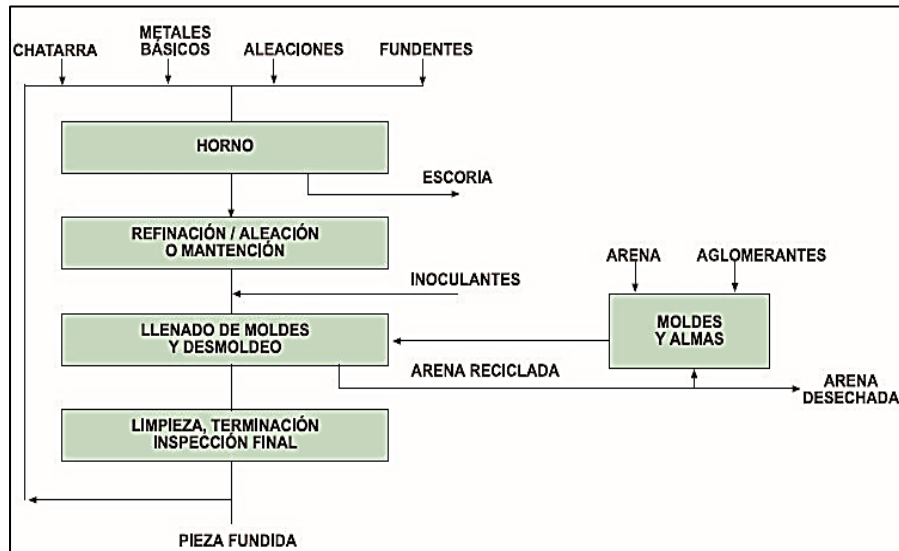 CHATARRA
METALES
BÁSICOS
ALEACIONES
FUNDENTES
HORNO
ESCORIA
REFINACIÓN / ALEACIÓN
O MANTENCIÓN
INOCULANTES
ARENA
AGLOMERANTES
LLENADO DE MOLDES
Y DESMOLDEO
MOLDES
Y ALMAS
ARENA RECICLADA
ARENA
DESECHADA
LIMPIEZA, TERMINACIÓN
INSPECCIÓN FINAL
PIEZA FUNDIDA